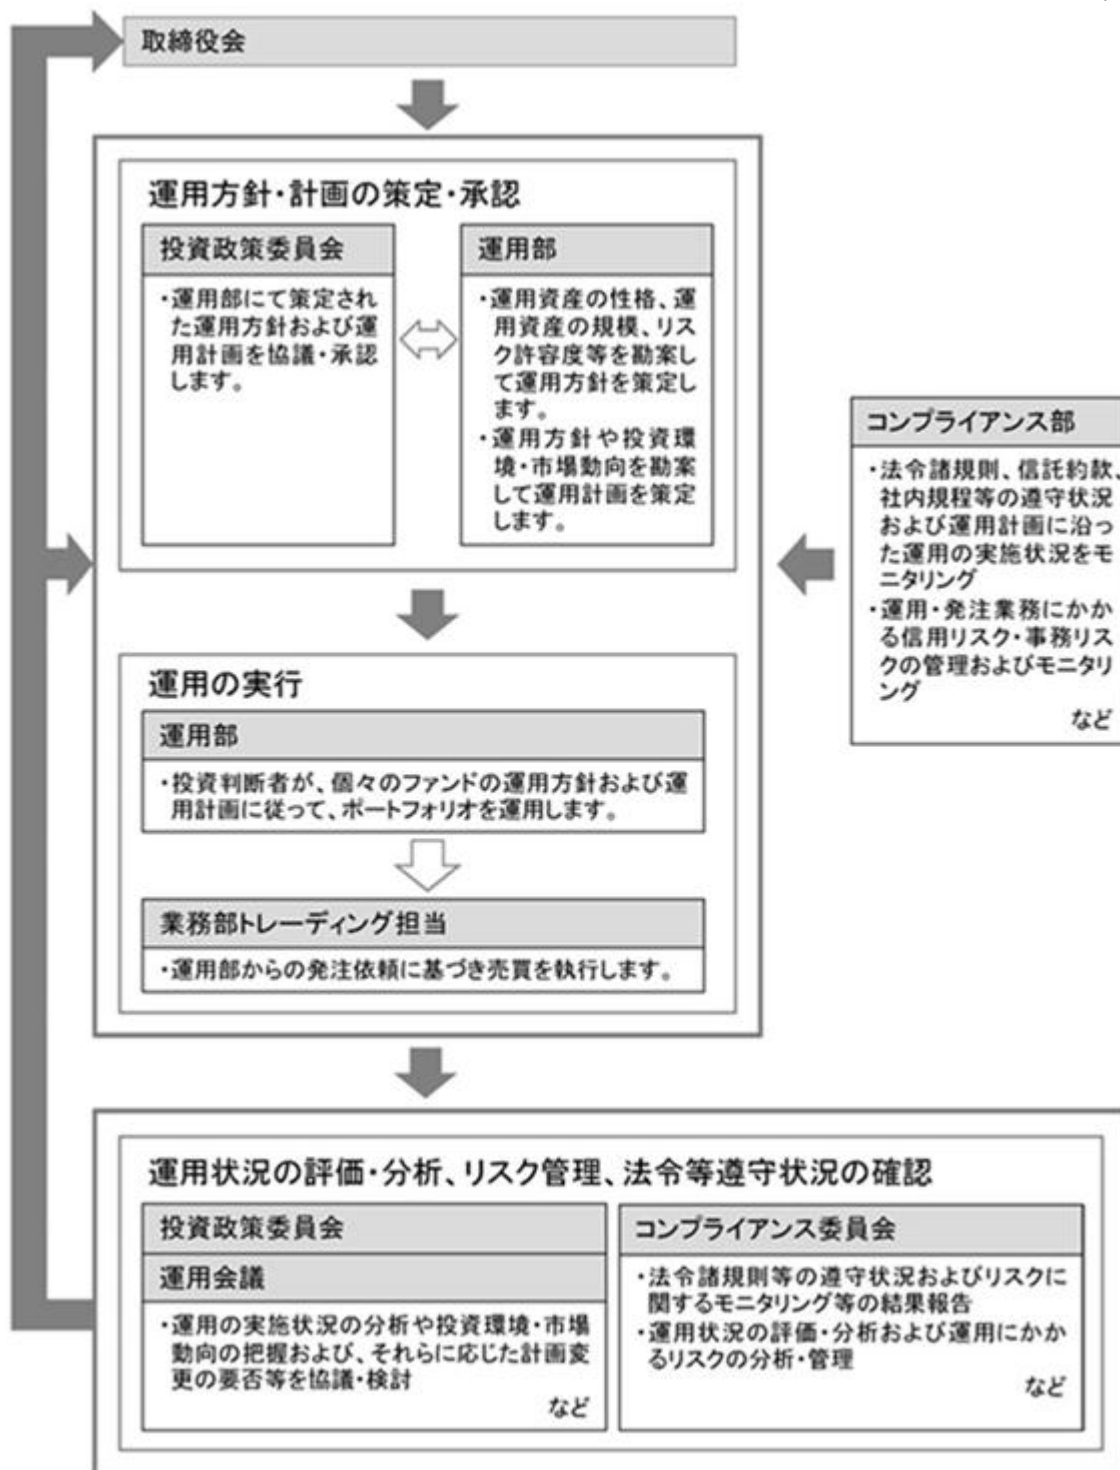 取締役会
運用方針・計画の策定・承認
投資政策委員会
・運用部にて策定され
た運用方針および運
用計画を協議・承認
します。
運用部
・運用資産の性格、運
用資産の規模、リス
ク許容度等を勘案し
て運用方針を策定し
ます。
・運用方針や投資環
境・市場動向を勘案
して運用計画を策定
します。
コンプライアンス部
・法令諸規則、信託約款、
社内規程等の遵守状況
および運用計画に沿っ
た運用の実施状況をモ
ニタリング
・運用・発注業務にかか
る信用リスク・事務リス
クの管理およびモニタリ
ング
など
運用の実行
運用部
・投資判断者が、個々のファンドの運用方針および運
用計画に従って、ポートフォリオを運用します。
業務部トレーディング担当
・運用部からの発注依頼に基づき売買を執行します。
運用状況の評価・分析、リスク管理、法令等遵守状況の確認
投資政策委員会
運用会議
・運用の実施状況の分析や投資環境・市場
動向の把握および、それらに応じた計画変
更の要否等を協議・検討
など
コンプライアンス委員会
・法令諸規則等の遵守状況およびリスクに
関するモニタリング等の結果報告
・運用状況の評価・分析および運用にかか
るリスクの分析・管理
など